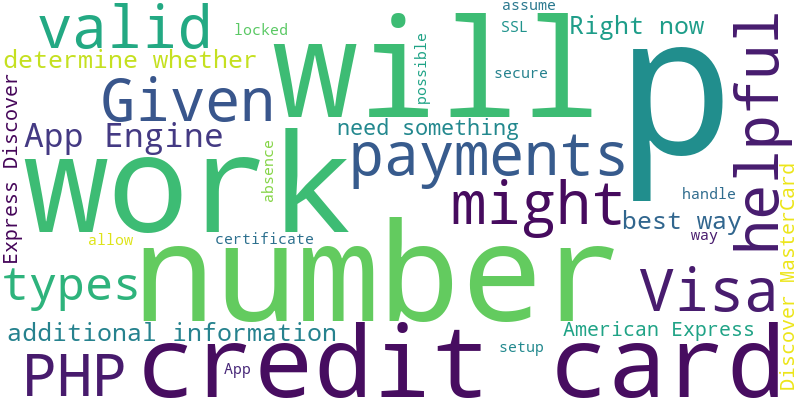 assume
valid
locked
will
possible
SSL
Right now
determine whether
secure
p
helpful
Given
App Engine
need something
payments
Express Discover
work
absence
might
handle
best way
way
allow
certificate
number
types
Visa
Discover MasterCard
additional information
American Express
PHP
App
credit card
setup